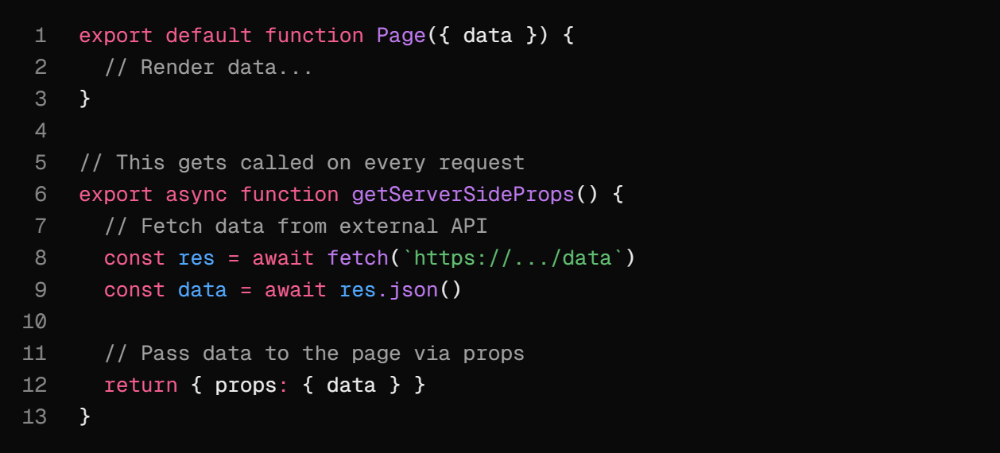 1 export default function Page({ data }) {
2   // Render data...
3 }
4
5 // This gets called on every request
6 export async function getServerSideProps() {
7   // Fetch data from external API
8   const res = await fetch(`https://.../data`)
9   const data = await res.json()
10
11   // Pass data to the page via props
12   return { props: { data } }
13 }